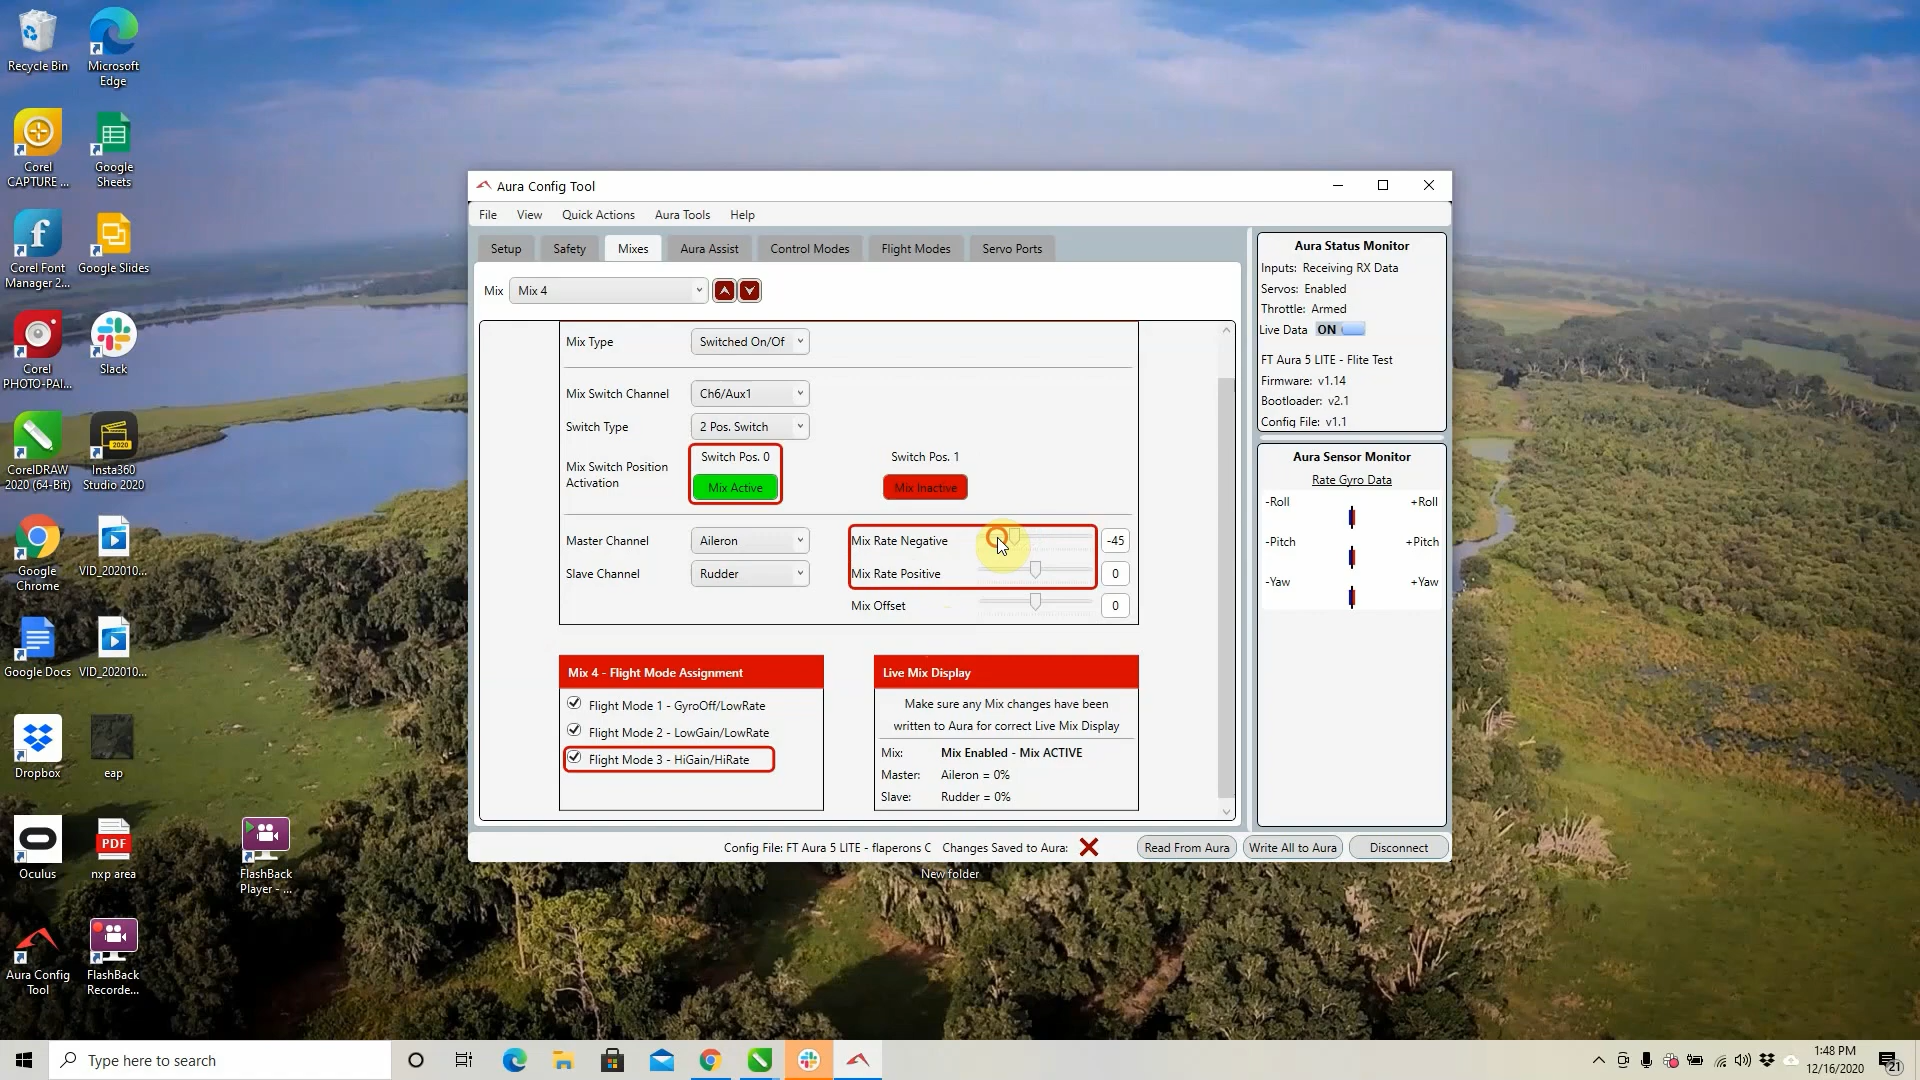 Recycle Bin
Microsoft
Edge
Corel
CAPTURE ...
Google
Sheets
Corel Font
Manager 2...
Google Slides
Corel
PHOTO-PAI...
Slack
CorelDRAW
2020 (64-Bit)
Insta360
Studio 2020
2020
Google
Chrome
VID_202010...
Google Docs
VID_202010...
Dropbox
eap
Oculus
PDF
nxp area
FlashBack
Player - ...
Aura Config
Tool
FlashBack
Recorde...
New folder
Aura Config Tool
File View Quick Actions Aura Tools Help
Setup Safety Mixes Aura Assist Control Modes Flight Modes Servo Ports
Mix Mix 4
Mix Type Switched On/Of
Mix Switch Channel Ch6/Aux1
Switch Type 2 Pos. Switch
Switch Pos. 0 Switch Pos. 1
Mix Switch Position
Activation
Mix Active Mix Inactive
Master Channel Aileron Mix Rate Negative -45
Slave Channel Rudder Mix Rate Positive 0
Mix Offset 0
Mix 4 - Flight Mode Assignment
Flight Mode 1 - GyroOff/LowRate
Flight Mode 2 - LowGain/LowRate
Flight Mode 3 - HiGain/HiRate
Live Mix Display
Make sure any Mix changes have been
written to Aura for correct Live Mix Display
Mix: Mix Enabled - Mix ACTIVE
Master: Aileron = 0%
Slave: Rudder = 0%
Config File: FT Aura 5 LITE - flaperons C Changes Saved to Aura: Read From Aura Write All to Aura Disconnect
Aura Status Monitor
Inputs: Receiving RX Data
Servos: Enabled
Throttle: Armed
Live Data ON
FT Aura 5 LITE - Flite Test
Firmware: v1.14
Bootloader: v2.1
Config File: v1.1
Aura Sensor Monitor
Rate Gyro Data
-Roll +Roll
-Pitch +Pitch
-Yaw +Yaw
Type here to search
1:48 PM
12/16/2020
21